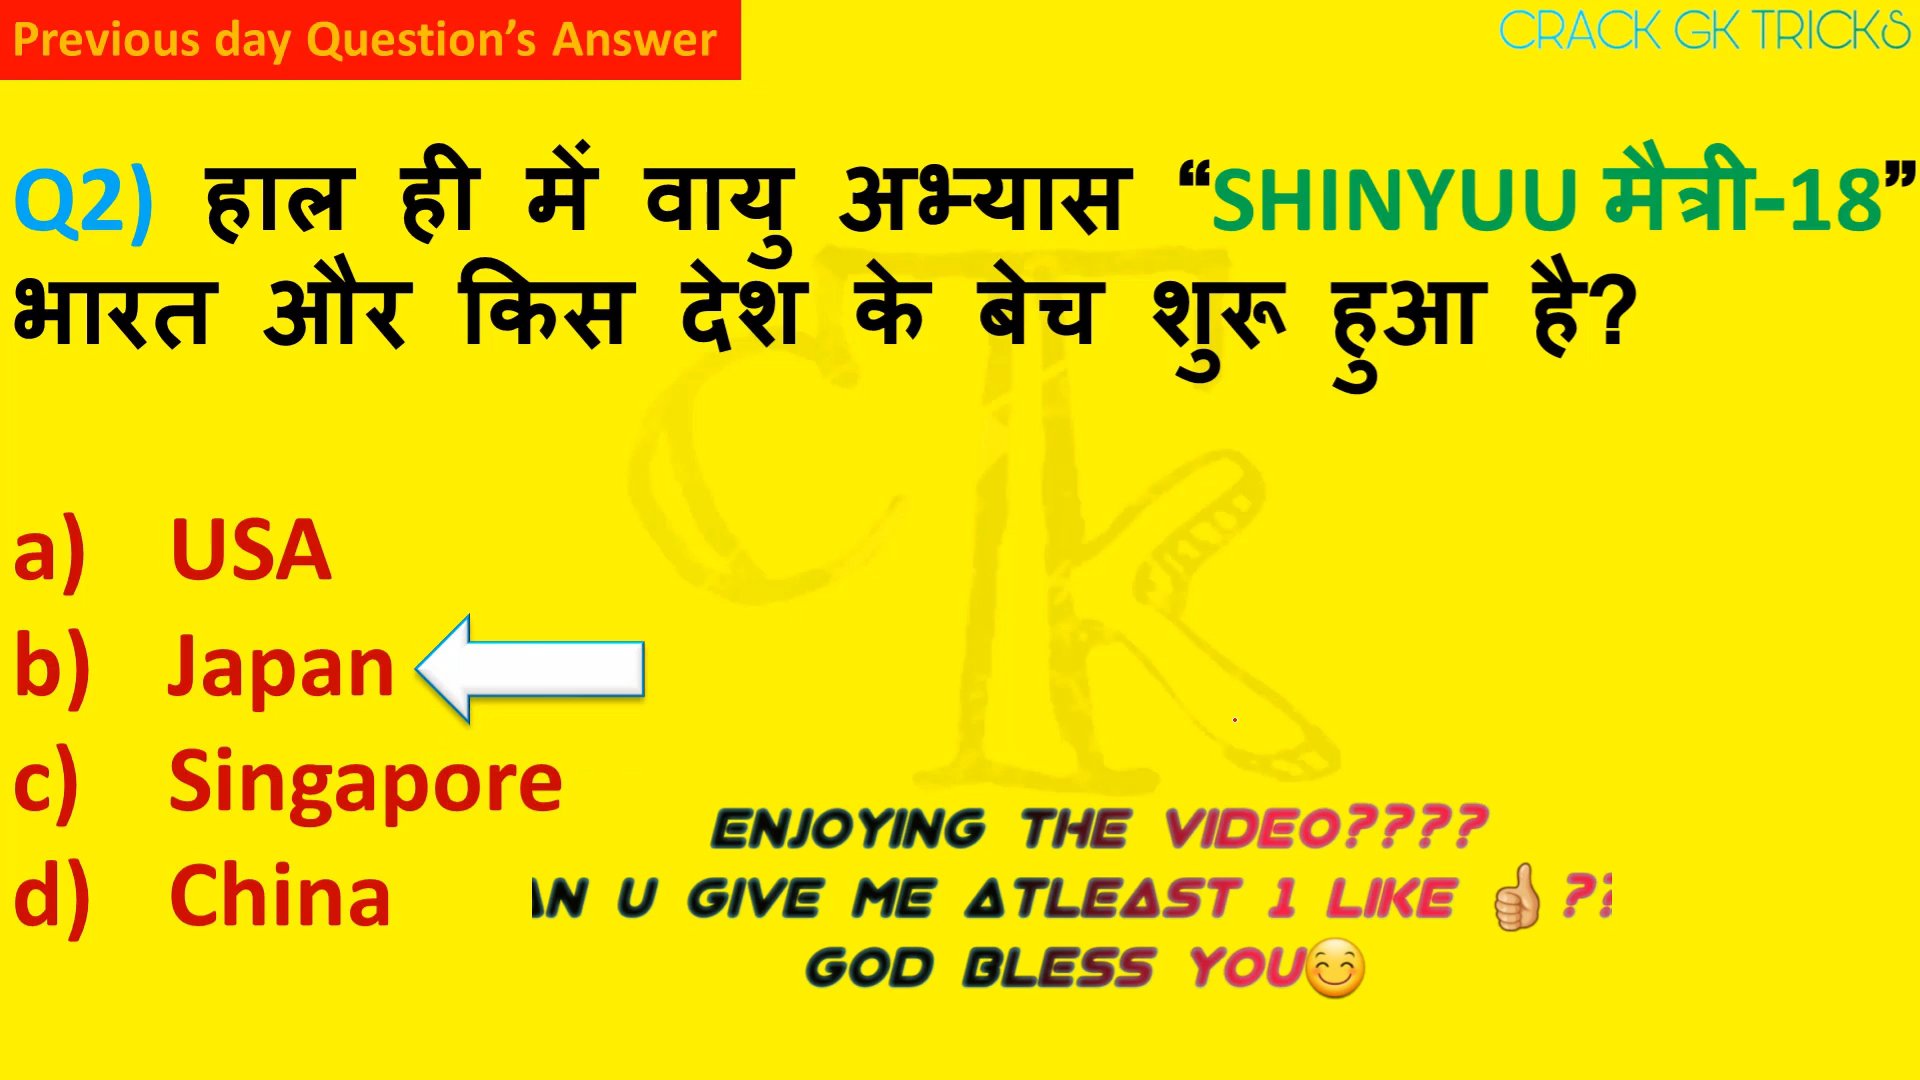 Previous day Question’s Answer
CRACK GK TRICKS
Q2) हाल ही में वायु अभ्यास “SHINYUU मैत्री-18”
भारत और किस देश के बेच शुरू हुआ है?
a) USA
b) Japan
c) Singapore
d) China
ENJOYING THE VIDEO????
U GIVE ME ATLEAST 1 LIKE 👍 ??
GOD BLESS YOU😊